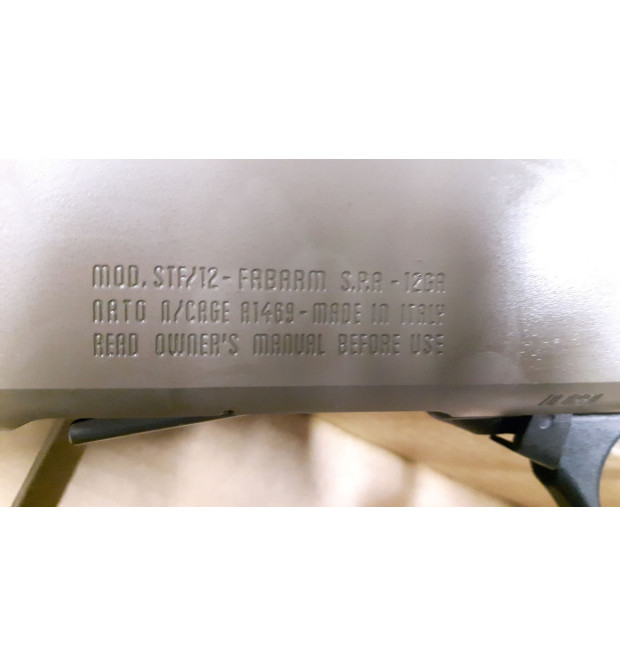 MOD. STF/12 - FABARM S.P.A - 12GA
NATO N/CAGE A1469 - MADE IN ITALY
READ OWNER'S MANUAL BEFORE USE